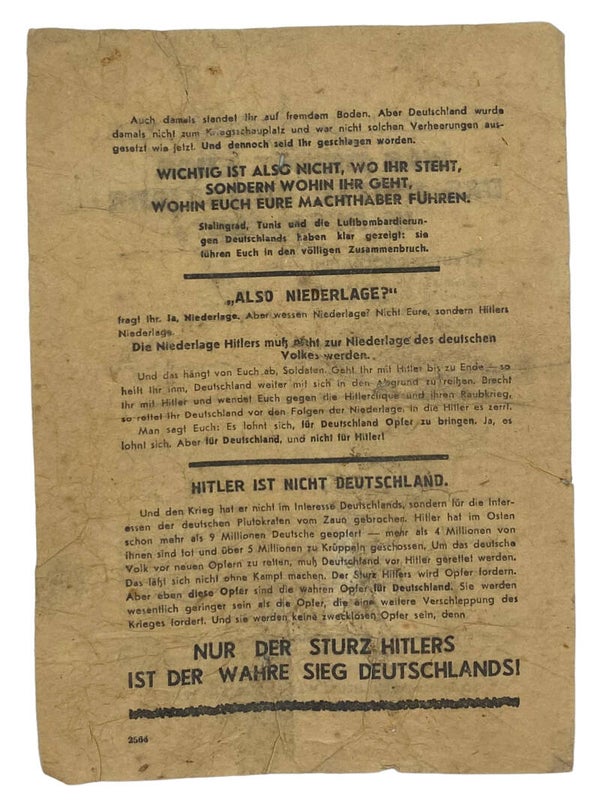 Auch damals standet Ihr auf fremdem Boden. Aber Deutschland wurde
damals nicht zum Kriegsschauplatz und war nicht solchen Verheerungen aus-
gesetzt wie jetzt. Und dennoch seid Ihr geschlagen worden.
WICHTIG IST ALSO NICHT, WO IHR STEHT,
SONDERN WOHIN IHR GEHT,
WOHIN EUCH EURE MACHTHABER FÜHREN.
Stalingrad, Tunis und die Luftbombardierun-
gen Deutschlands haben klar gezeigt: sie
führen Euch in den völligen Zusammenbruch.
„ALSO NIEDERLAGE?"
fragt Ihr. Ja, Niederlage. Aber wessen Niederlage? Nicht Eure, sondern Hitlers
Niederlage.
Die Niederlage Hitlers muß nicht zur Niederlage des deutschen
Volkes werden.
Und das hängt von Euch ab, Soldaten. Geht Ihr mit Hitler bis zu Ende — so
helft Ihr ihm, Deutschland weiter mit sich in den Abgrund zu reißen. Brecht
Ihr mit Hitler und wendet Euch gegen die Hitlerclique und ihren Raubkrieg,
so rettet Ihr Deutschland vor den Folgen der Niederlage, in die Hitler es zerrt.
Man sagt Euch: Es lohnt sich, für Deutschland Opfer zu bringen. Ja, es
lohnt sich. Aber für Deutschland, und nicht für Hitler!
HITLER IST NICHT DEUTSCHLAND.
Und den Krieg hat er nicht im Interesse Deutschlands, sondern für die Inter-
essen der deutschen Plutokraten vom Zaun gebrochen. Hitler hat im Osten
schon mehr als 9 Millionen Deutsche geopfert — mehr als 4 Millionen von
ihnen sind tot und über 5 Millionen zu Krüppeln geschossen. Um das deutsche
Volk vor neuen Opfern zu retten, muß Deutschland vor Hitler gerettet werden.
Das läßt sich nicht ohne Kampf machen. Der Sturz Hitlers wird Opfer fordern.
Aber eben diese Opfer sind die wahren Opfer für Deutschland. Sie werden
wesentlich geringer sein als die Opfer, die eine weitere Verschleppung des
Krieges fordert. Und sie werden keine zwecklosen Opfer sein, denn
NUR DER STURZ HITLERS
IST DER WAHRE SIEG DEUTSCHLANDS!
2564